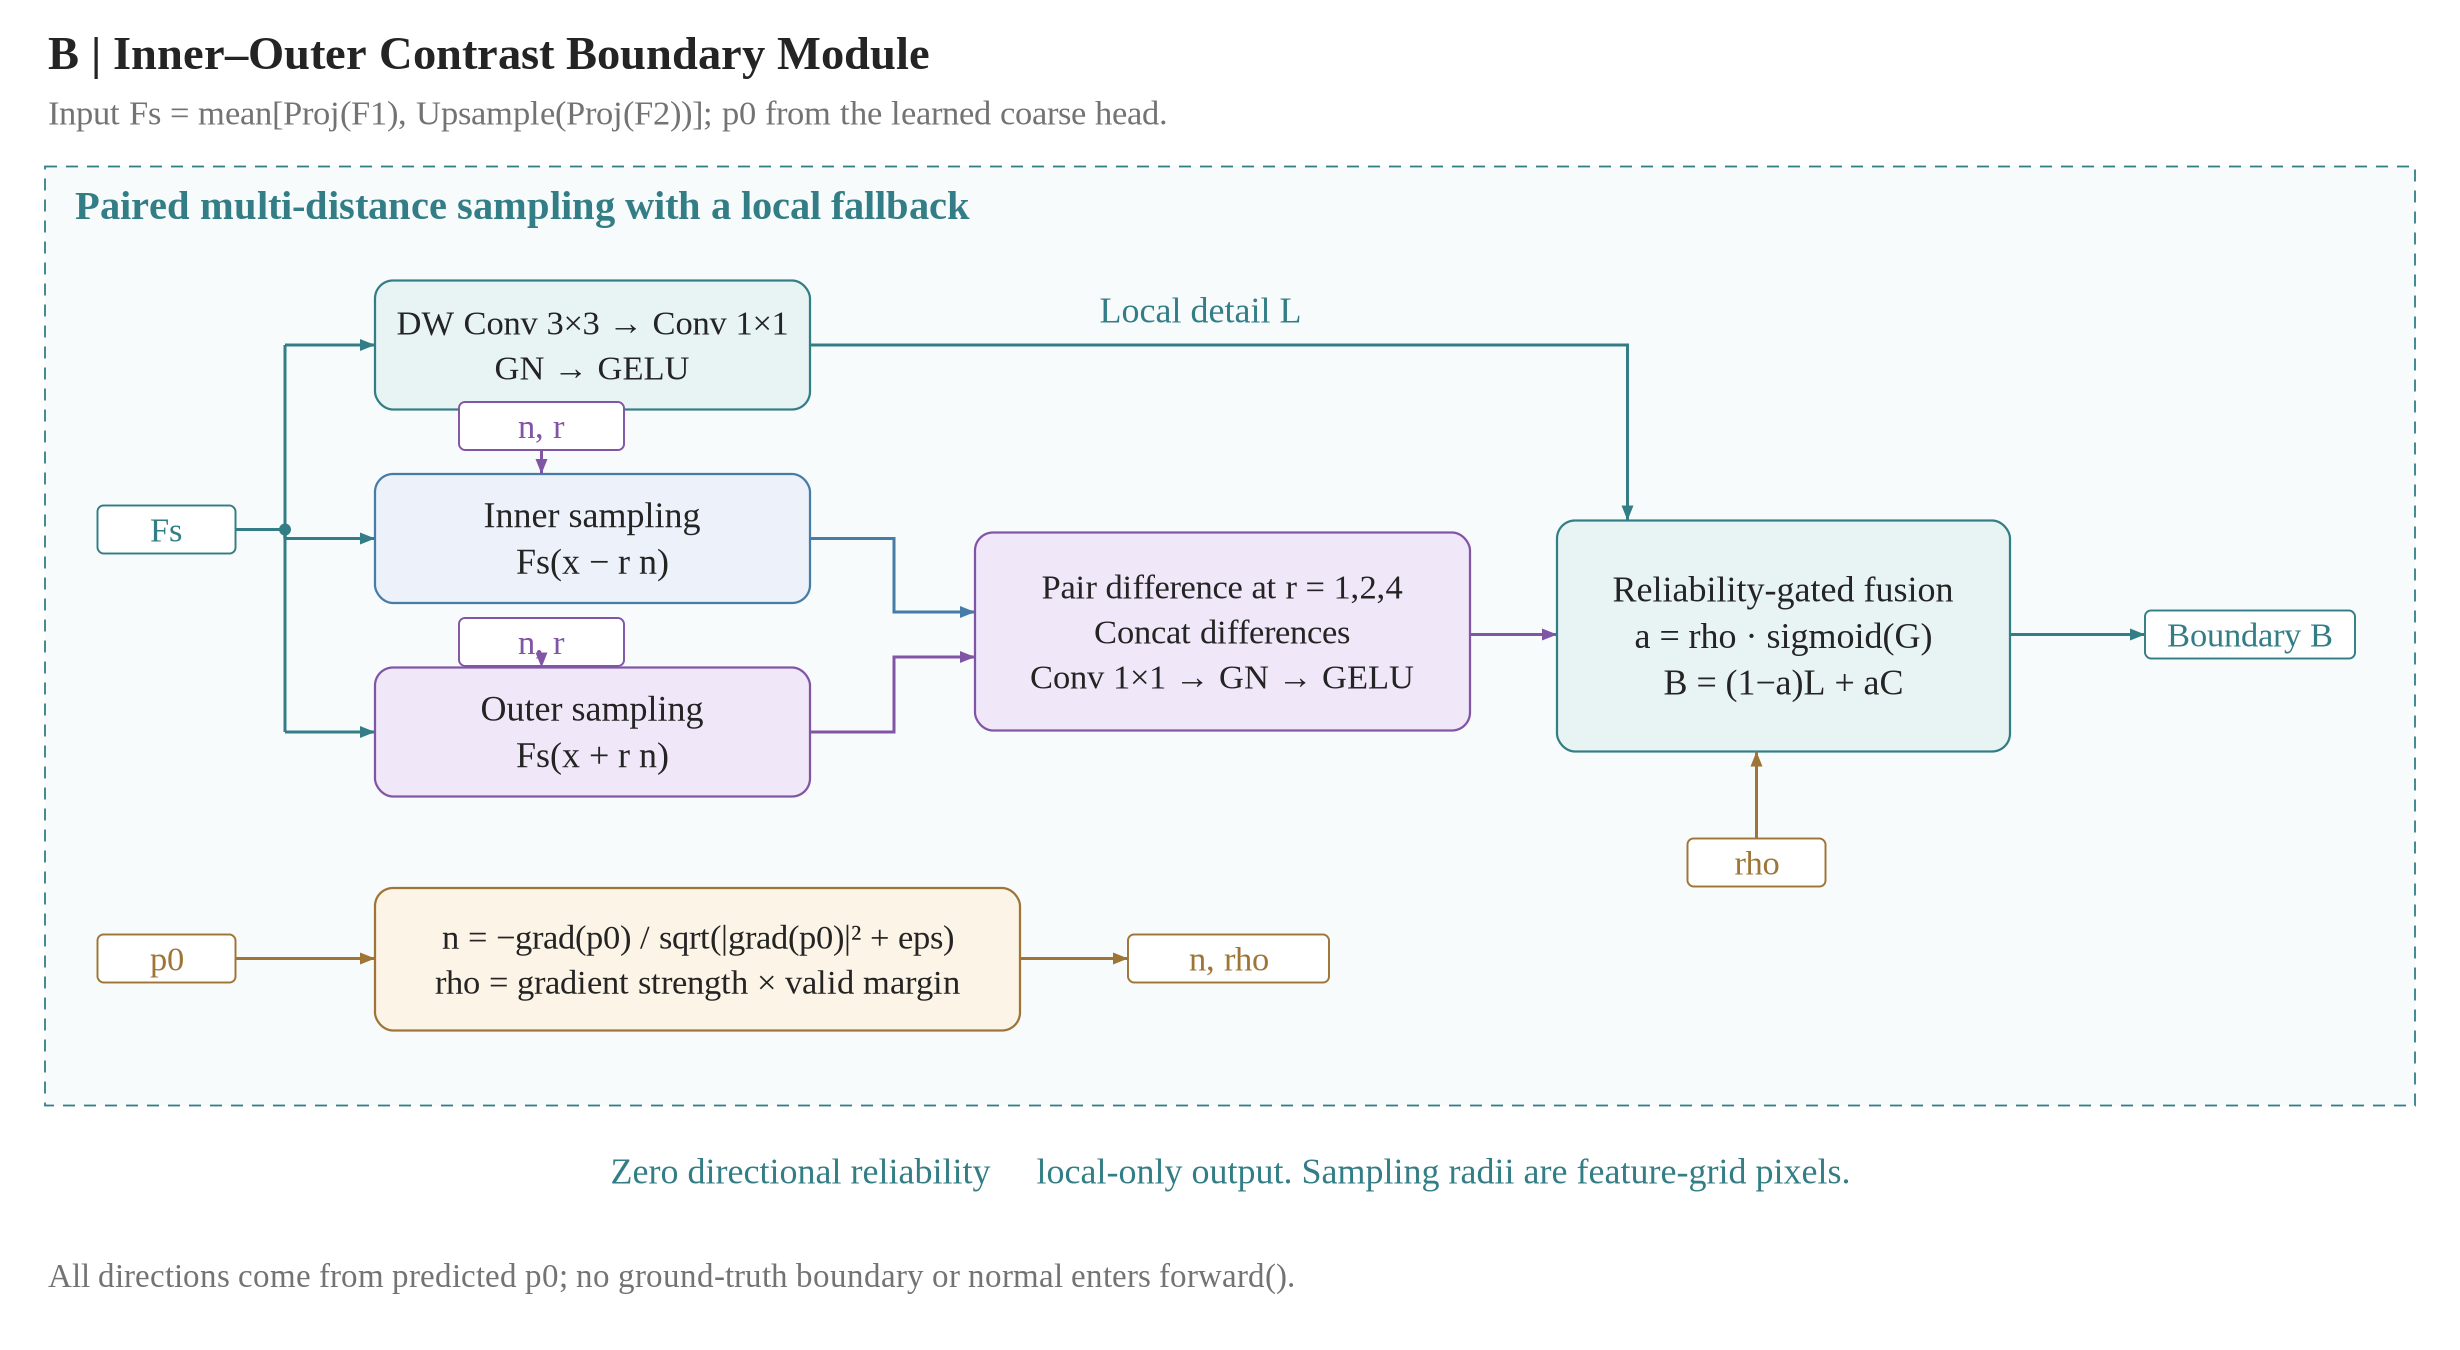 B | Inner–Outer Contrast Boundary Module
Input Fs = mean[Proj(F1), Upsample(Proj(F2))]; p0 from the learned coarse head.
Paired multi-distance sampling with a local fallback
DW Conv 3×3 → Conv 1×1
GN → GELU
Local detail L
n, r
Fs
Inner sampling
Fs(x − r n)
n, r
Outer sampling
Fs(x + r n)
Pair difference at r = 1,2,4
Concat differences
Conv 1×1 → GN → GELU
Reliability-gated fusion
a = rho · sigmoid(G)
B = (1−a)L + aC
Boundary B
rho
p0
n = −grad(p0) / sqrt(|grad(p0)|² + eps)
rho = gradient strength × valid margin
n, rho
Zero directional reliability local-only output. Sampling radii are feature-grid pixels.
All directions come from predicted p0; no ground-truth boundary or normal enters forward().